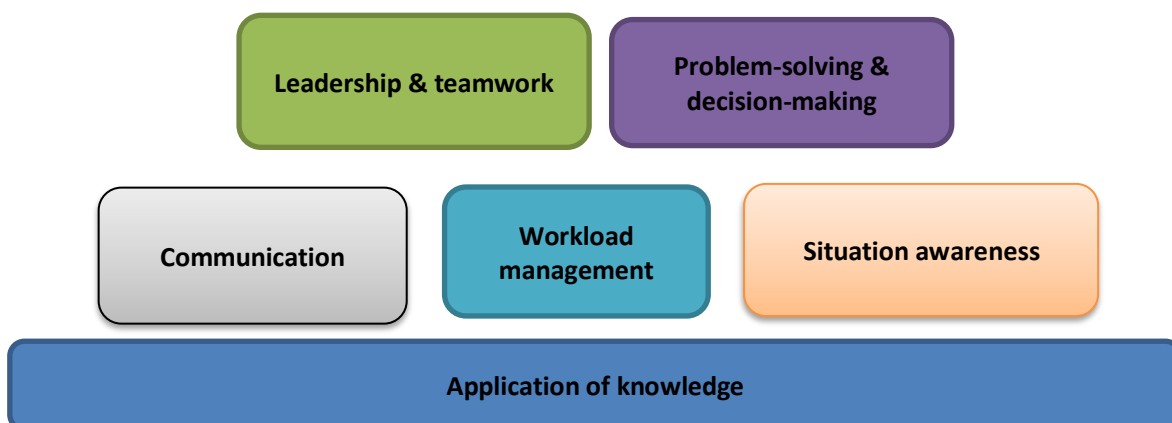 Leadership & teamwork
Problem-solving &
decision-making
Communication
Workload
management
Situation awareness
Application of knowledge